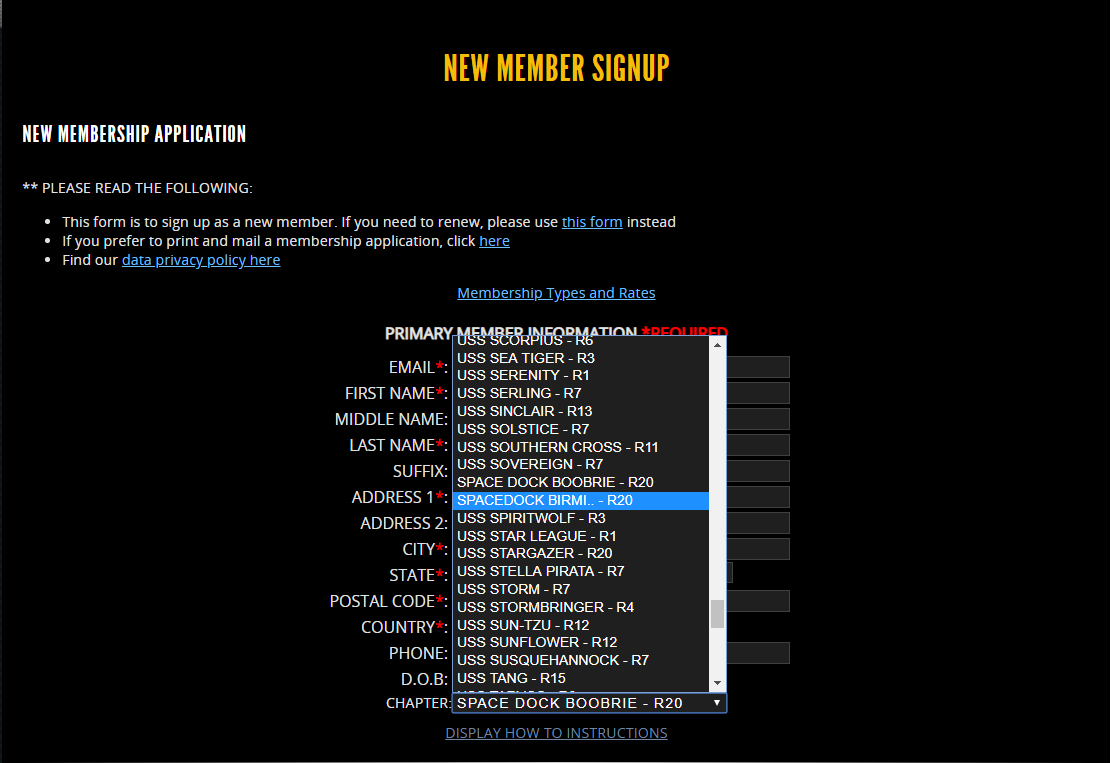 NEW MEMBER SIGNUP
NEW MEMBERSHIP APPLICATION
** PLEASE READ THE FOLLOWING:
• This form is to sign up as a new member. If you need to renew, please use this form instead
• If you prefer to print and mail a membership application, click here
• Find our data privacy policy here
Membership Types and Rates
PRIMARY MEMBER INFORMATION *REQUIRED
EMAIL*:
FIRST NAME*:
MIDDLE NAME:
LAST NAME*:
SUFFIX:
ADDRESS 1*:
ADDRESS 2:
CITY*:
STATE*:
POSTAL CODE*:
COUNTRY*:
PHONE:
D.O.B:
USS SCORPIUS - R6
USS SEA TIGER - R3
USS SERENITY - R1
USS SERLING - R7
USS SINCLAIR - R13
USS SOLSTICE - R7
USS SOUTHERN CROSS - R11
USS SOVEREIGN - R7
SPACE DOCK BOOBRIE - R20
SPACEDOCK BIRMI.. - R20
USS SPIRITWOLF - R3
USS STAR LEAGUE - R1
USS STARGAZER - R20
USS STELLA PIRATA - R7
USS STORM - R7
USS STORMBRINGER - R4
USS SUN-TZU - R12
USS SUNFLOWER - R12
USS SUSQUEHANNOCK - R7
USS TANG - R15
CHAPTER: SPACE DOCK BOOBRIE - R20
DISPLAY HOW TO INSTRUCTIONS